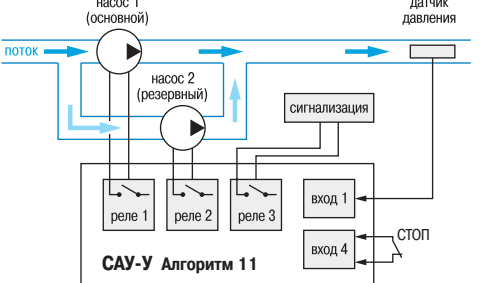 насос 1
(основной)
датчик
давления
поток
насос 2
(резервный)
сигнализация
реле 1
реле 2
реле 3
вход 1
вход 4
СТОП
САУ-У Алгоритм 11